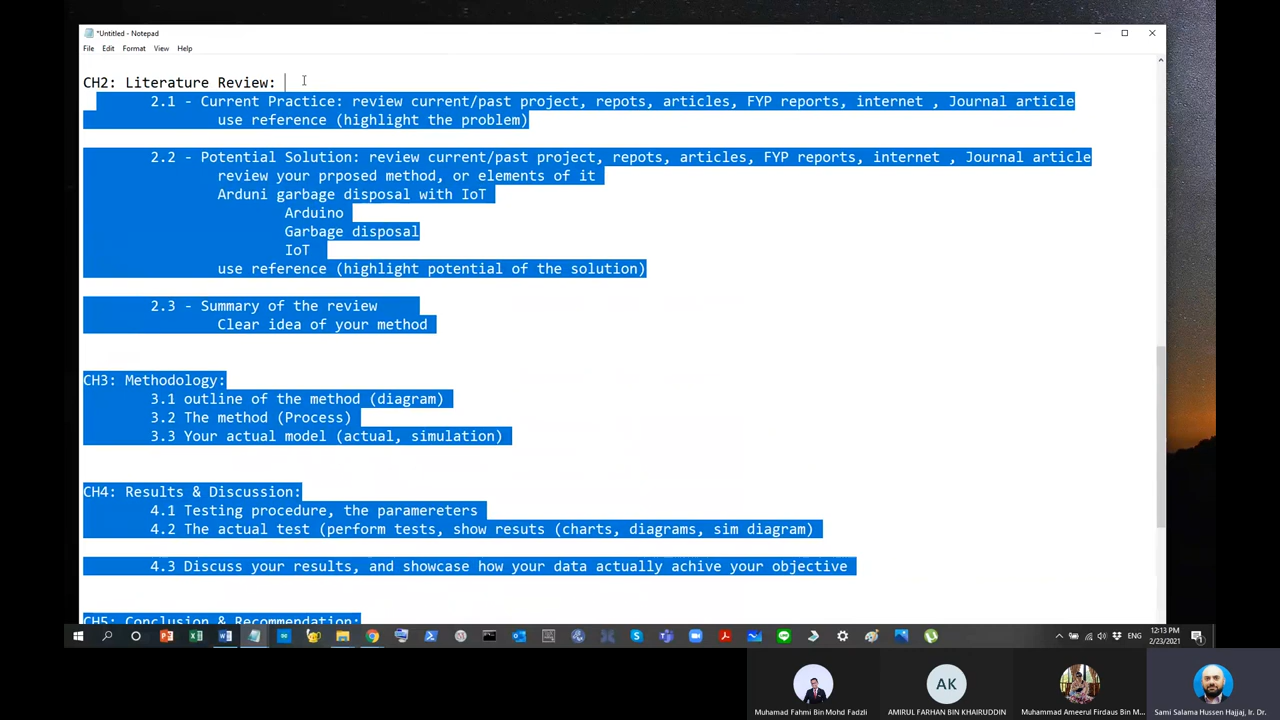 *Untitled - Notepad
File Edit Format View Help
CH2: Literature Review:
2.1 - Current Practice: review current/past project, repots, articles, FYP reports, internet , Journal article
use reference (highlight the problem)
2.2 - Potential Solution: review current/past project, repots, articles, FYP reports, internet , Journal article
review your prposed method, or elements of it
Arduni garbage disposal with IoT
Arduino
Garbage disposal
IoT
use reference (highlight potential of the solution)
2.3 - Summary of the review
Clear idea of your method
CH3: Methodology:
3.1 outline of the method (diagram)
3.2 The method (Process)
3.3 Your actual model (actual, simulation)
CH4: Results & Discussion:
4.1 Testing procedure, the paramereters
4.2 The actual test (perform tests, show resuts (charts, diagrams, sim diagram)
4.3 Discuss your results, and showcase how your data actually achive your objective
CH5: Conclusion & Recommendation:
ENG
12:13 PM
2/23/2021
AK
Muhamad Fahmi Bin Mohd Fadzli
AMIRUL FARHAN BIN KHAIRUDDIN
Muhammad Ameerul Firdaus Bin M...
Sami Salama Hussen Hajjaj, Ir. Dr.